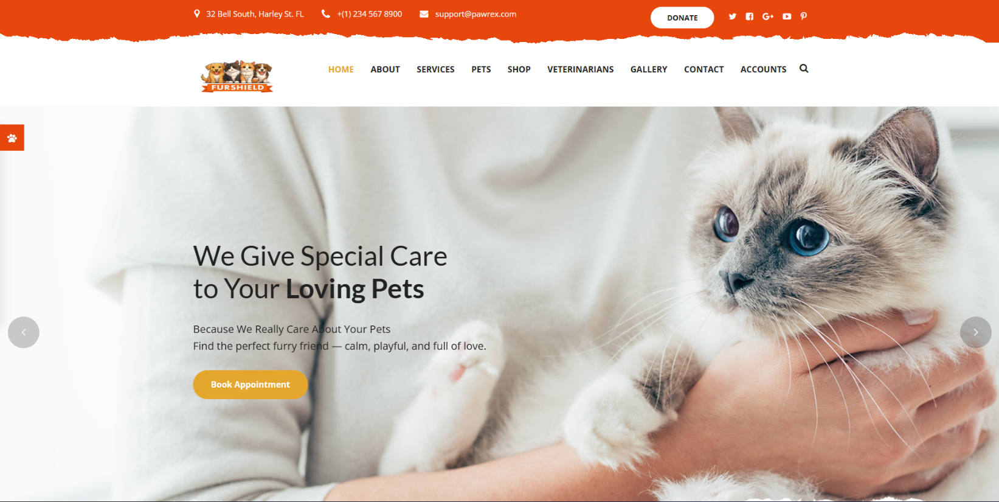 32 Bell South, Harley St. FL
+(1) 234 567 8900
support@pawrex.com
DONATE
FURSHIELD
HOME
ABOUT
SERVICES
PETS
SHOP
VETERINARIANS
GALLERY
CONTACT
ACCOUNTS
We Give Special Care
to Your Loving Pets
Because We Really Care About Your Pets
Find the perfect furry friend — calm, playful, and full of love.
Book Appointment